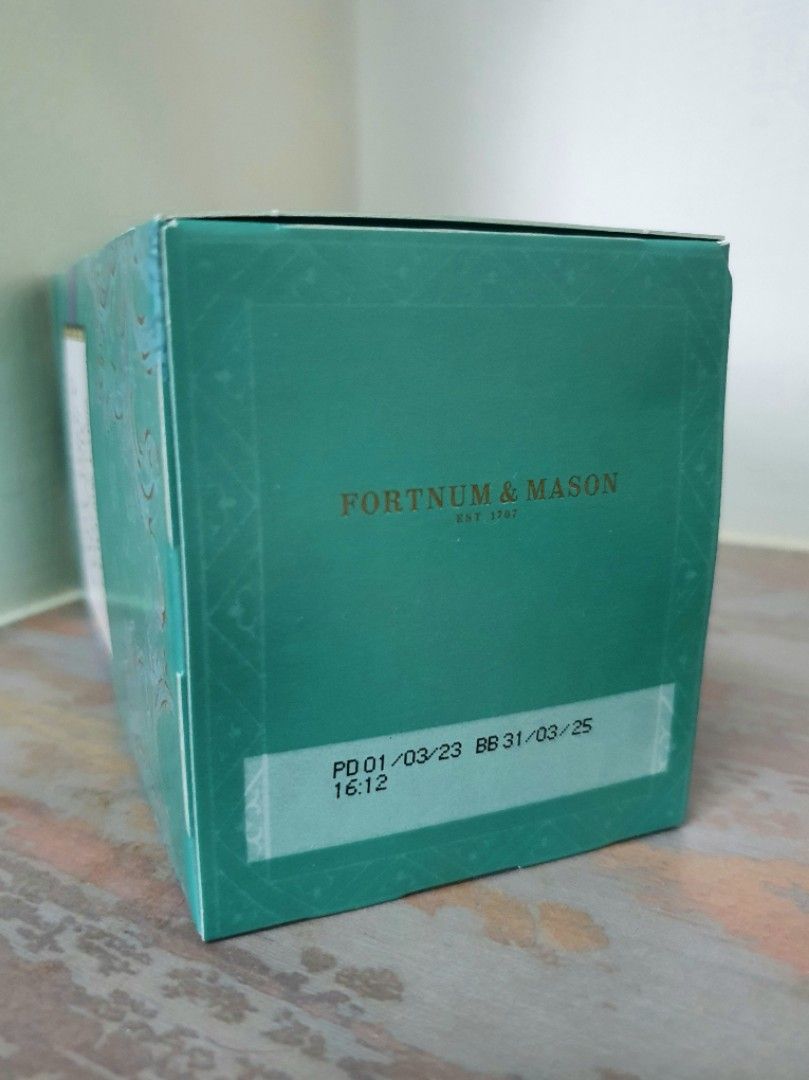 FORTNUM & MASON
EST 1707
PD 01/03/23 BB 31/03/25
16:12